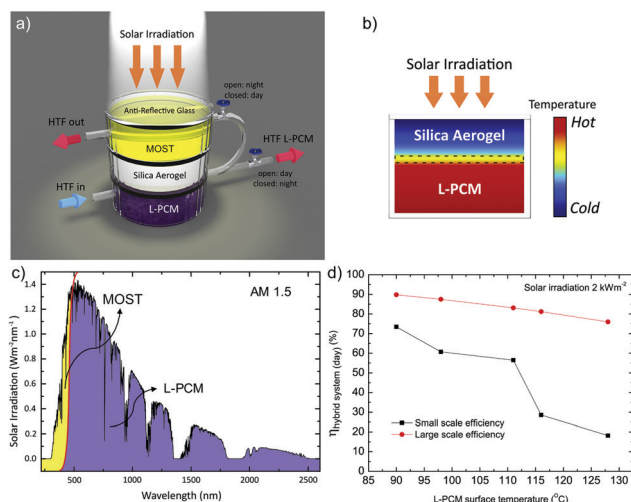 a)
Solar Irradiation
Anti-Reflective Glass
open: night
closed: day
HTF out
MOST
HTF L-PCM
Silica Aerogel
open: day
closed: night
HTF in
L-PCM
b)
Solar Irradiation
Temperature
Hot
Silica Aerogel
L-PCM
Cold
c)
AM 1.5
MOST
L-PCM
Solar Irradiation (Wm-2nm-1)
1.4
1.2
1.0
0.8
0.6
0.4
0.2
0.0
500 1000 1500 2000 2500
Wavelength (nm)
d)
Solar irradiation 2 kWm-2
ηhybrid system (day) (%)
100
90
80
70
60
50
40
30
20
10
0
Small scale efficiency
Large scale efficiency
90 95 100 105 110 115 120 125 130
L-PCM surface temperature (°C)